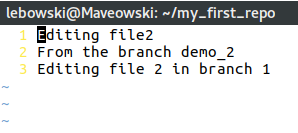 lebowski@Maveowski: ~/my_first_repo
1 Editing file2
2 From the branch demo_2
3 Editing file 2 in branch 1
~
~
~